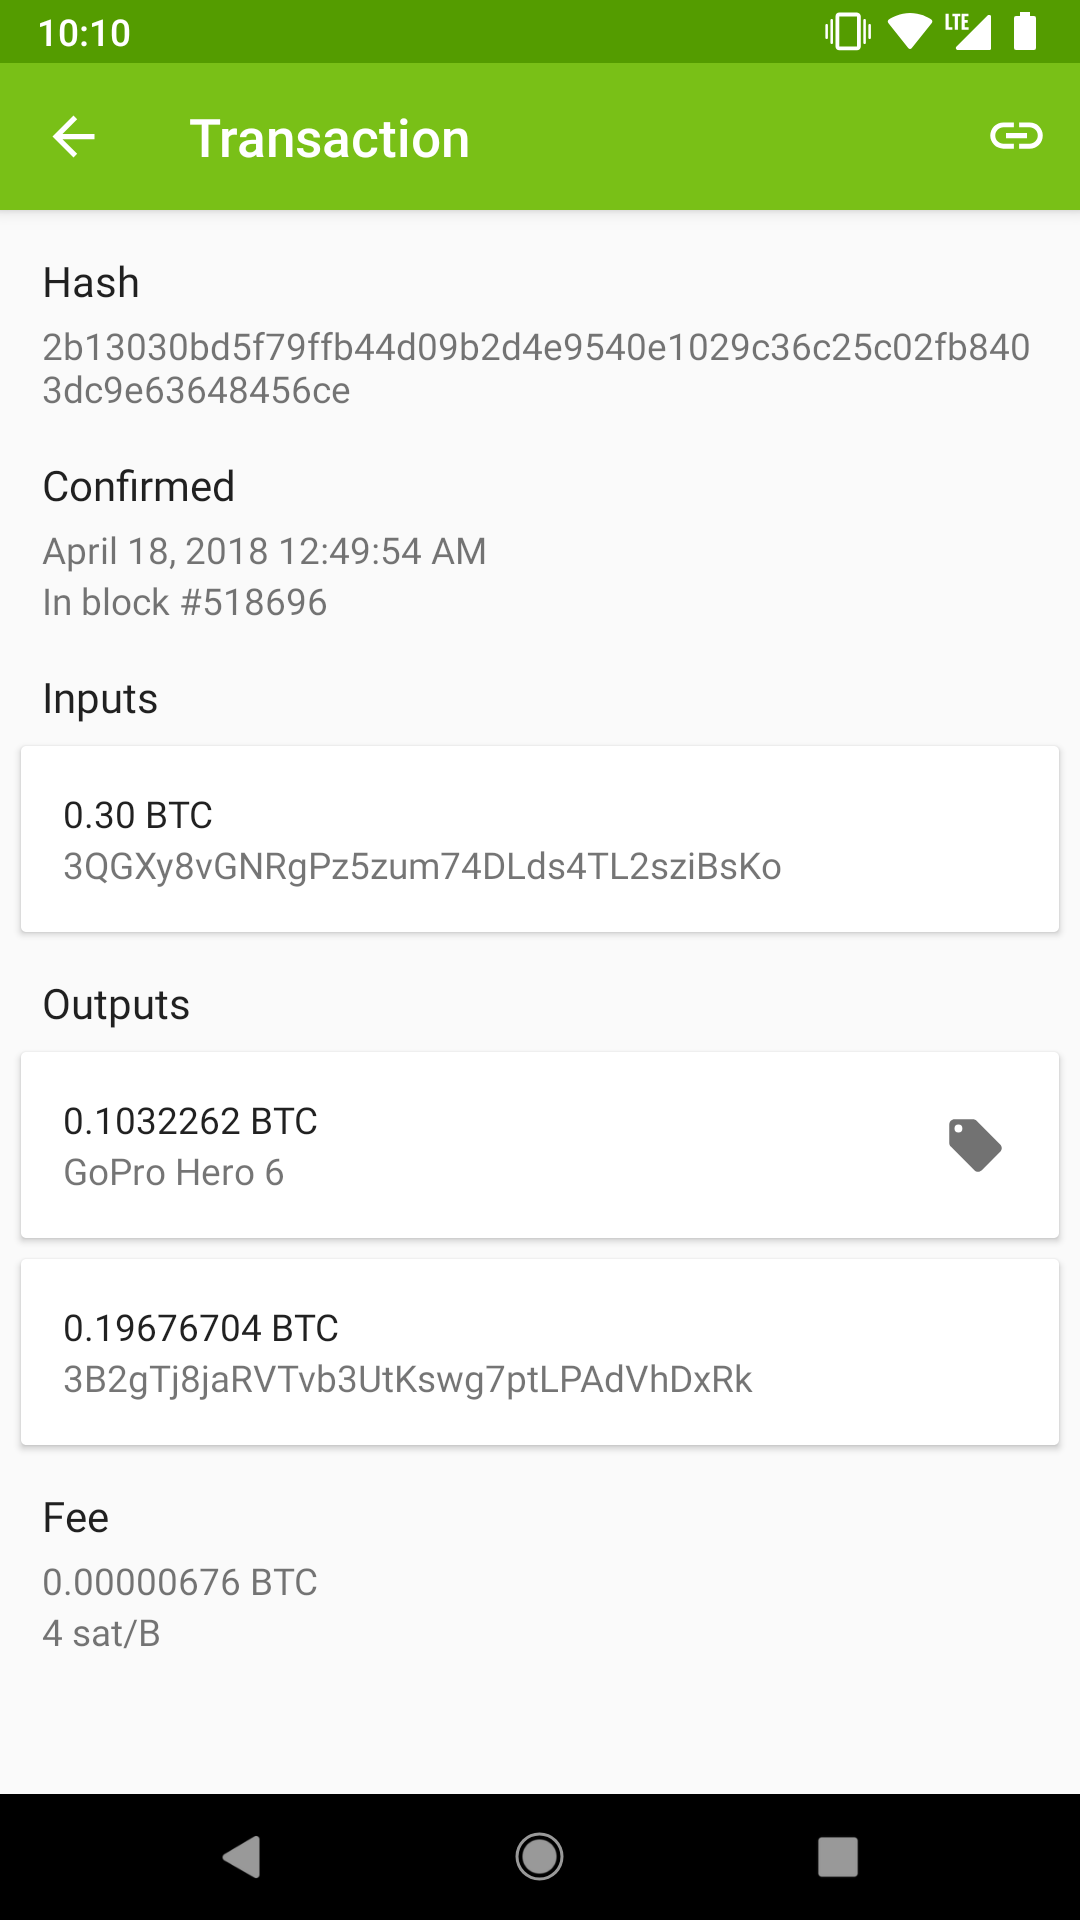 10:10
LTE
Transaction
Hash
2b13030bd5f79ffb44d09b2d4e9540e1029c36c25c02fb840
3dc9e63648456ce
Confirmed
April 18, 2018 12:49:54 AM
In block #518696
Inputs
0.30 BTC
3QGXy8vGNRgPz5zum74DLds4TL2sziBsKo
Outputs
0.1032262 BTC
GoPro Hero 6
0.19676704 BTC
3B2gTj8jaRVTvb3UtKswg7ptLPAdVhDxRk
Fee
0.00000676 BTC
4 sat/B